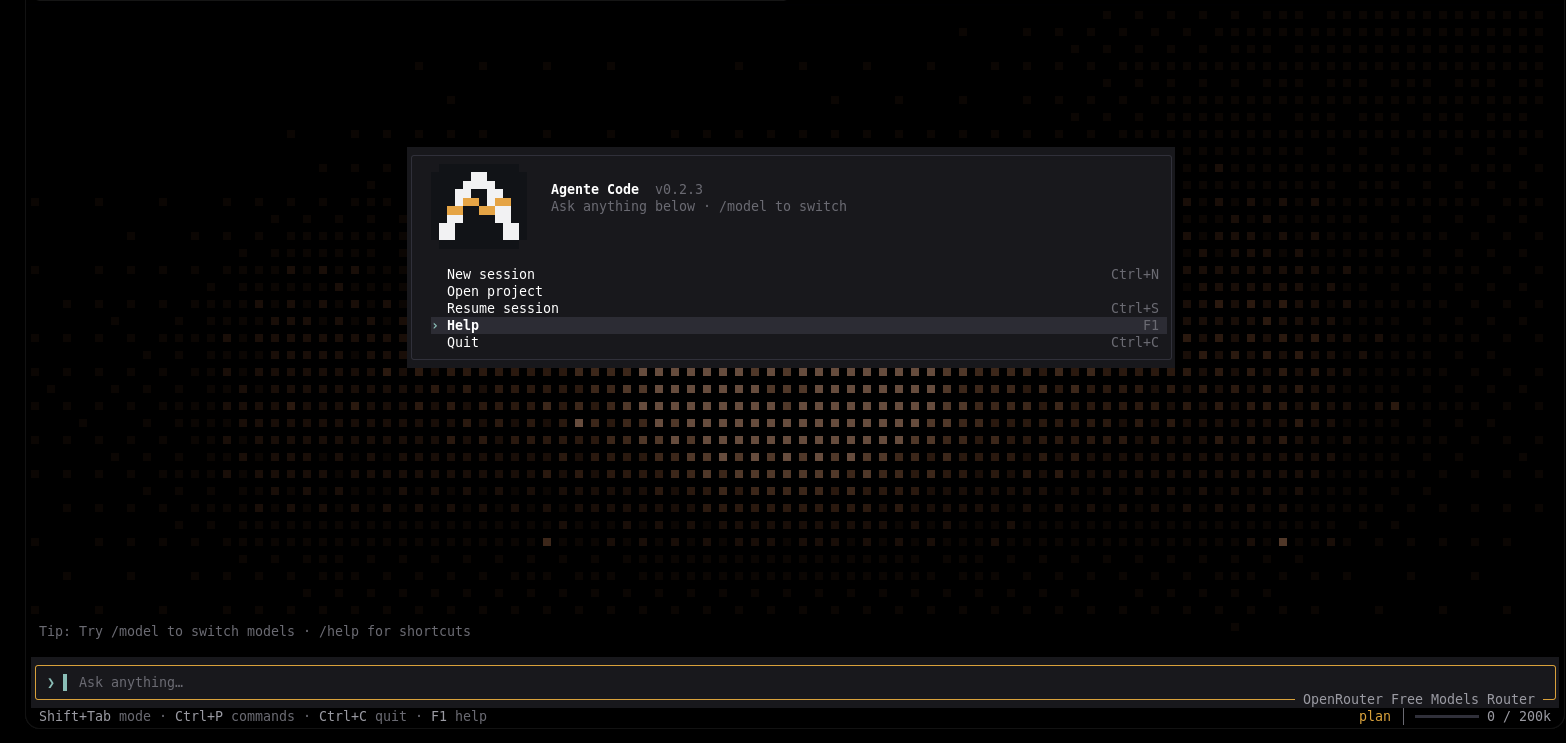 Agente Code v0.2.3
Ask anything below · /model to switch
New session Ctrl+N
Open project
Resume session Ctrl+S
› Help F1
Quit Ctrl+C
Tip: Try /model to switch models · /help for shortcuts
❯ Ask anything…
OpenRouter Free Models Router
Shift+Tab mode · Ctrl+P commands · Ctrl+C quit · F1 help plan 0 / 200k